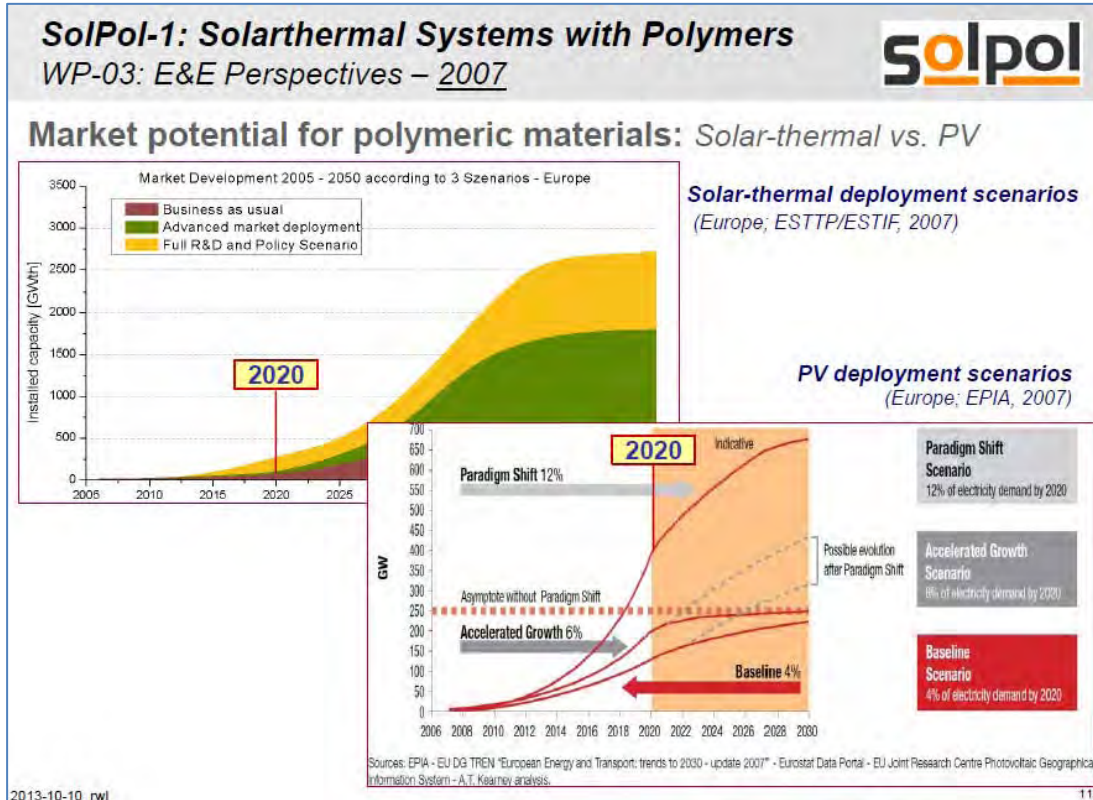 SolPol-1: Solarthermal Systems with Polymers
WP-03: E&E Perspectives – 2007
solpol
Market potential for polymeric materials: Solar-thermal vs. PV
Market Development 2005 - 2050 according to 3 Szenarios - Europe
Business as usual
Advanced market deployment
Full R&D and Policy Scenario
Installed capacity [GWth]
3500
3000
2500
2000
1500
1000
500
0
2005
2010
2015
2020
2025
2020
Solar-thermal deployment scenarios
(Europe; ESTTP/ESTIF, 2007)
PV deployment scenarios
(Europe; EPIA, 2007)
GW
700
650
600
550
500
450
400
350
300
250
200
150
100
50
0
2020
Indicative
Paradigm Shift 12%
Asymptote without Paradigm Shift
Accelerated Growth 6%
Baseline 4%
Possible evolution
after Paradigm Shift
2006 2008 2010 2012 2014 2016 2018 2020 2022 2024 2026 2028 2030
Paradigm Shift
Scenario
12% of electricity demand by 2020
Accelerated Growth
Scenario
6% of electricity demand by 2020
Baseline
Scenario
4% of electricity demand by 2020
Sources: EPIA - EU DG TREN "European Energy and Transport; trends to 2030 - update 2007" - Eurostat Data Portal - EU Joint Research Centre Photovoltaic Geographical
Information System - A.T. Kearney analysis.
2013-10-10_rwl
11